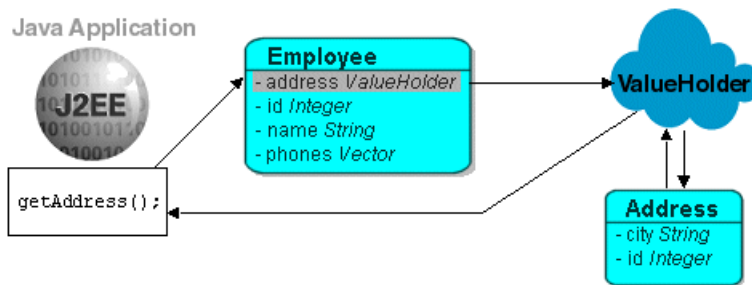 Java Application
J2EE
getAddress();
Employee
- address ValueHolder
- id Integer
- name String
- phones Vector
ValueHolder
Address
- city String
- id Integer